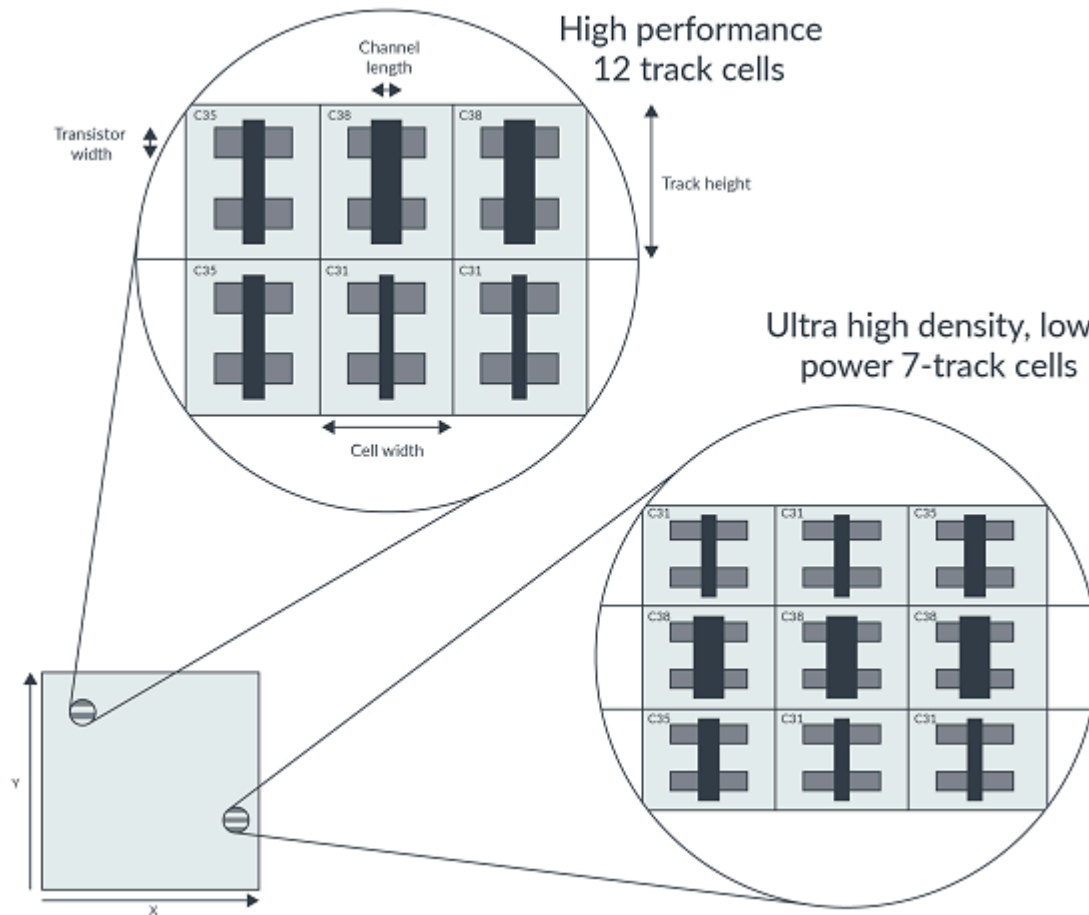 High performance
12 track cells
Channel
length
Transistor
width
C35
C38
C38
Track height
C35
C31
C31
Cell width
Ultra high density, low
power 7-track cells
C31
C31
C35
C38
C38
C38
C35
C31
C31
Y
X